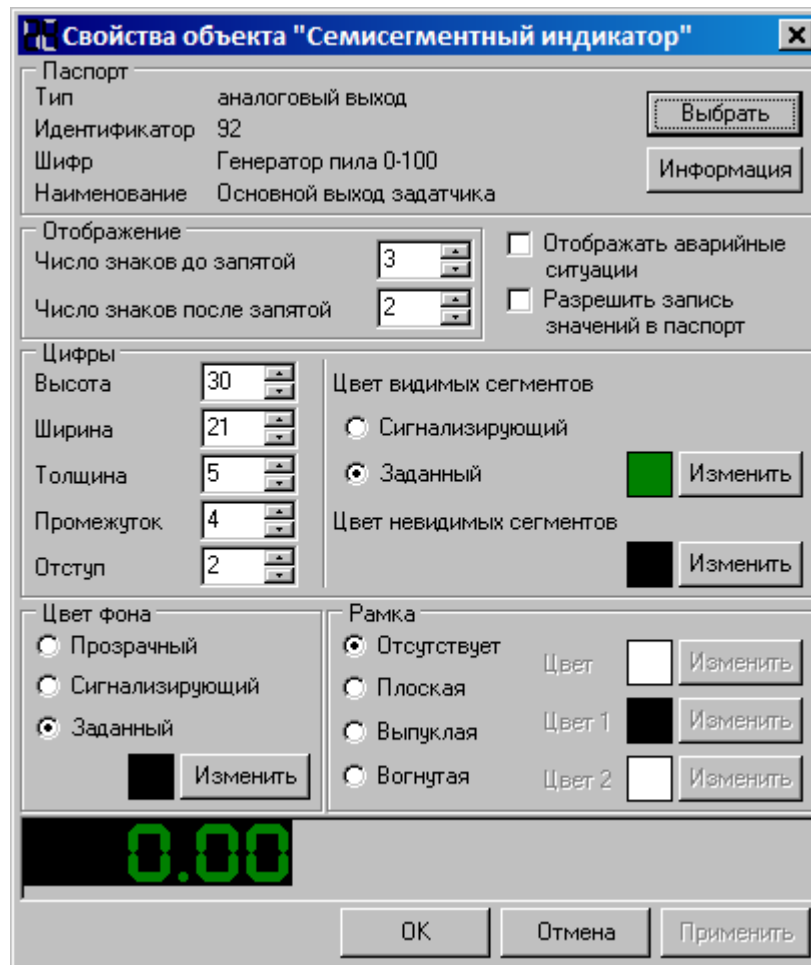 Свойства объекта "Семисегментный индикатор"
Паспорт
Тип аналоговый выход
Идентификатор 92
Шифр Генератор пила 0-100
Наименование Основной выход задатчика
Выбрать
Информация
Отображение
Число знаков до запятой 3
Число знаков после запятой 2
Отображать аварийные
ситуации
Разрешить запись
значений в паспорт
Цифры
Высота 30
Ширина 21
Толщина 5
Промежуток 4
Отступ 2
Цвет видимых сегментов
Сигнализирующий
Заданный Изменить
Цвет невидимых сегментов
Изменить
Цвет фона
Прозрачный
Сигнализирующий
Заданный
Изменить
Рамка
Отсутствует
Плоская
Выпуклая
Вогнутая
Цвет Изменить
Цвет 1 Изменить
Цвет 2 Изменить
0.00
OK Отмена Применить